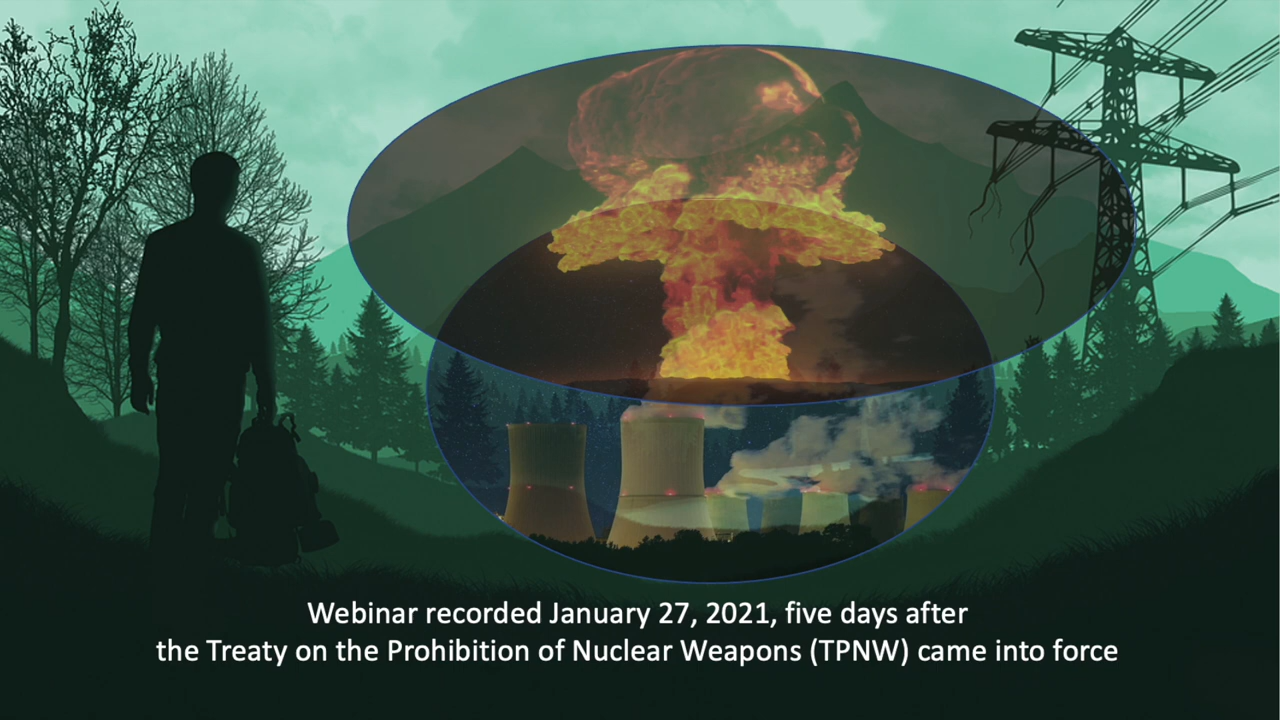 Webinar recorded January 27, 2021, five days after
the Treaty on the Prohibition of Nuclear Weapons (TPNW) came into force